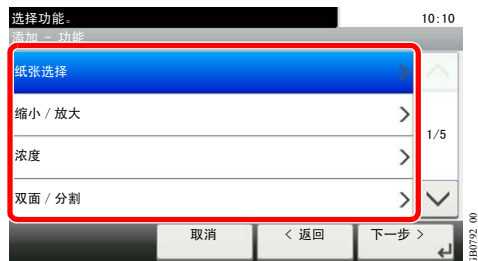 选择功能。 10:10
添加 - 功能
纸张选择
缩小 / 放大
1/5
浓度
双面 / 分割
取消 < 返回 下一步 >
GB0792_00